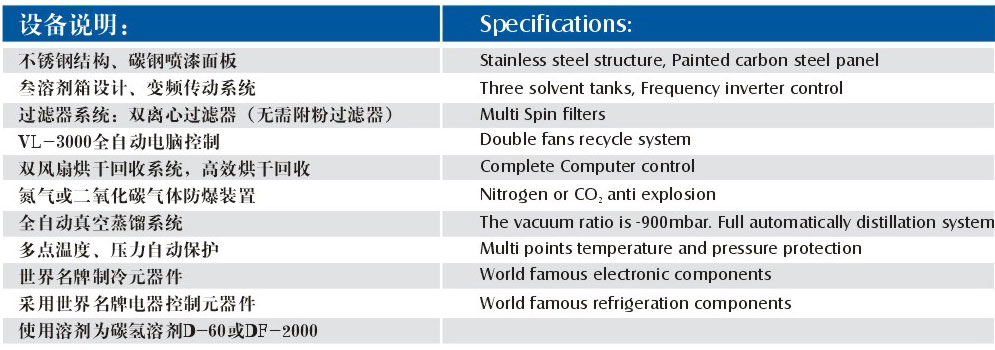 设备说明: Specifications:
不锈钢结构、碳钢喷漆面板 Stainless steel structure, Painted carbon steel panel
叁溶剂箱设计、变频传动系统 Three solvent tanks, Frequency inverter control
过滤器系统: 双离心过滤器（无需附粉过滤器） Multi Spin filters
VL-3000全自动电脑控制 Double fans recycle system
双风扇烘干回收系统，高效烘干回收 Complete Computer control
氮气或二氧化碳气体防爆装置 Nitrogen or CO₂ anti explosion
全自动真空蒸馏系统 The vacuum ratio is -900mbar. Full automatically distillation system
多点温度、压力自动保护 Multi points temperature and pressure protection
世界名牌制冷元器件 World famous electronic components
采用世界名牌电器控制元器件 World famous refrigeration components
使用溶剂为碳氢溶剂D-60或DF-2000